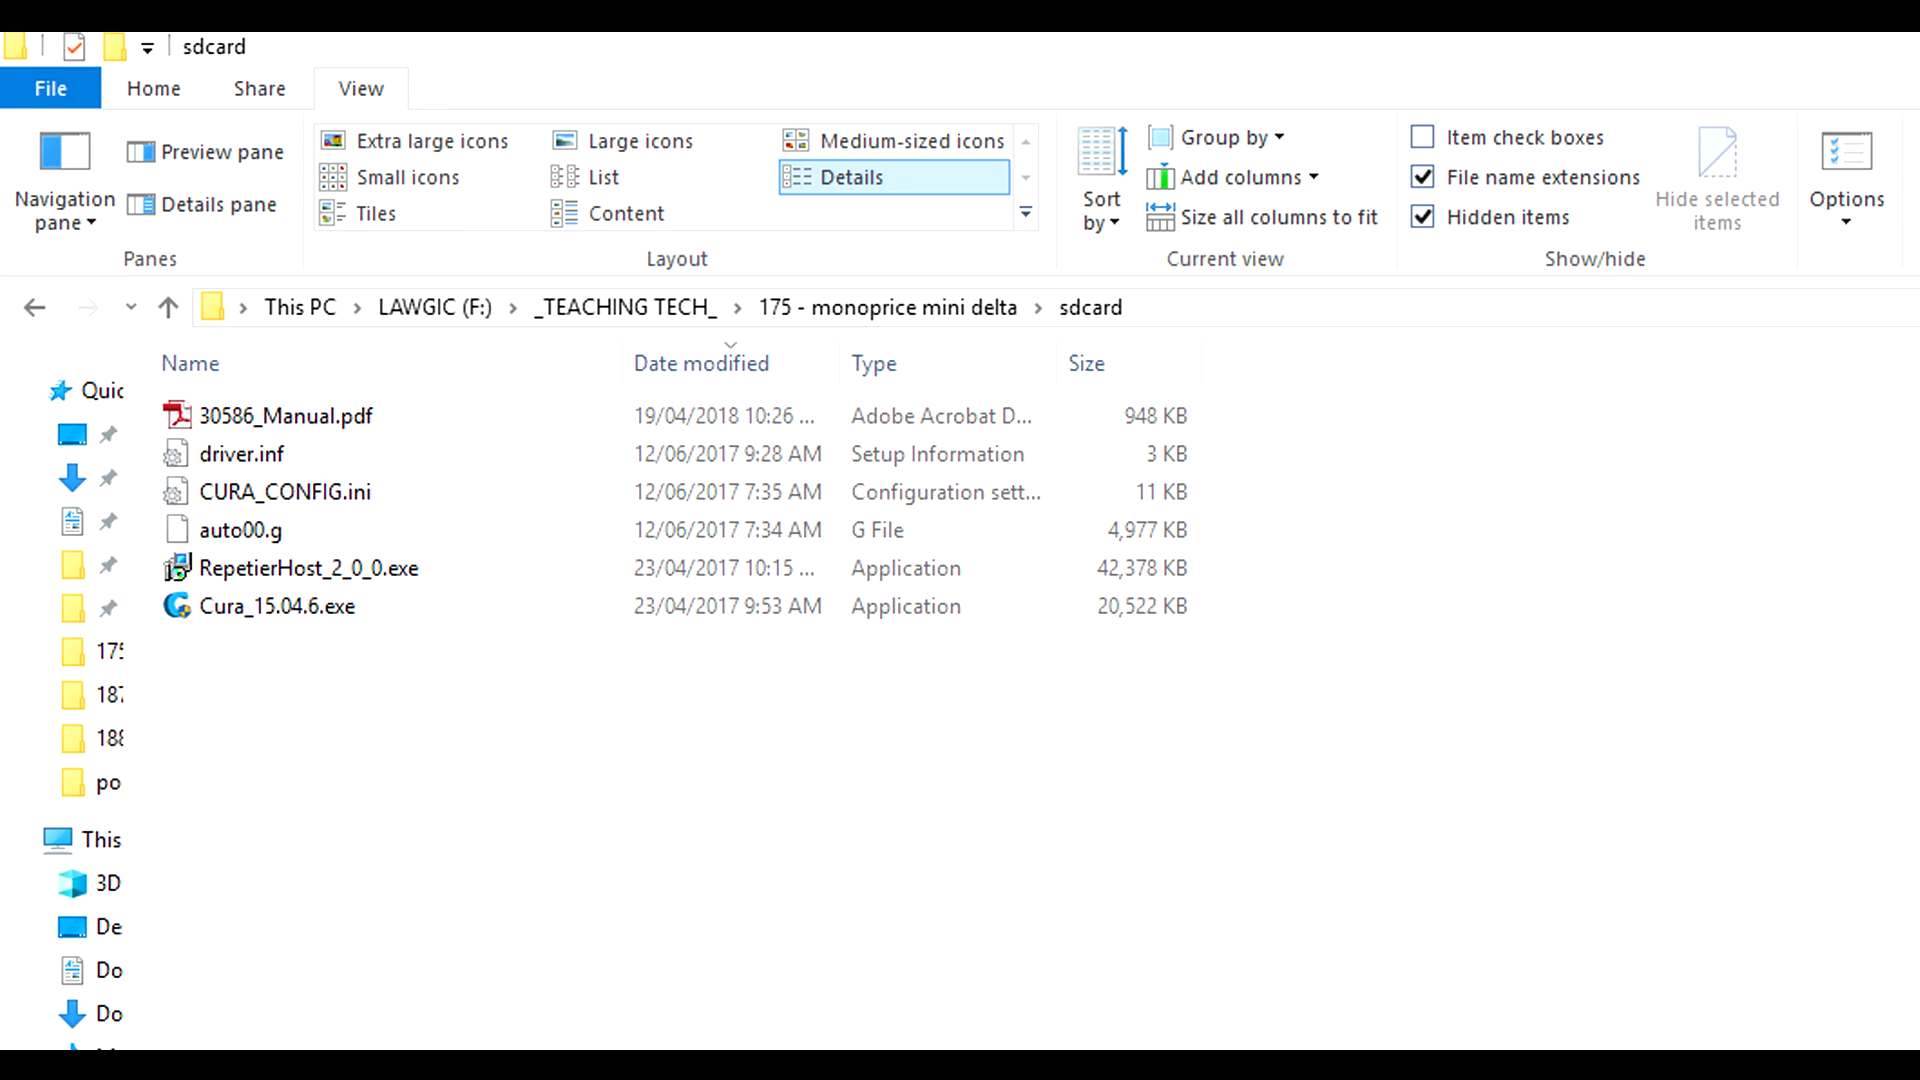 sdcard
File Home Share View
Navigation pane
Preview pane
Details pane
Panes
Extra large icons Large icons Medium-sized icons
Small icons List Details
Tiles Content
Layout
Sort by
Group by
Add columns
Size all columns to fit
Current view
Item check boxes
File name extensions
Hidden items
Hide selected items
Show/hide
Options
This PC > LAWGIC (F:) > _TEACHING TECH_ > 175 - monoprice mini delta > sdcard
Name Date modified Type Size
30586_Manual.pdf 19/04/2018 10:26 ... Adobe Acrobat D... 948 KB
driver.inf 12/06/2017 9:28 AM Setup Information 3 KB
CURA_CONFIG.ini 12/06/2017 7:35 AM Configuration sett... 11 KB
auto00.g 12/06/2017 7:34 AM G File 4,977 KB
RepetierHost_2_0_0.exe 23/04/2017 10:15 ... Application 42,378 KB
Cura_15.04.6.exe 23/04/2017 9:53 AM Application 20,522 KB
Quic
175
187
188
po
This
3D
De
Do
Do